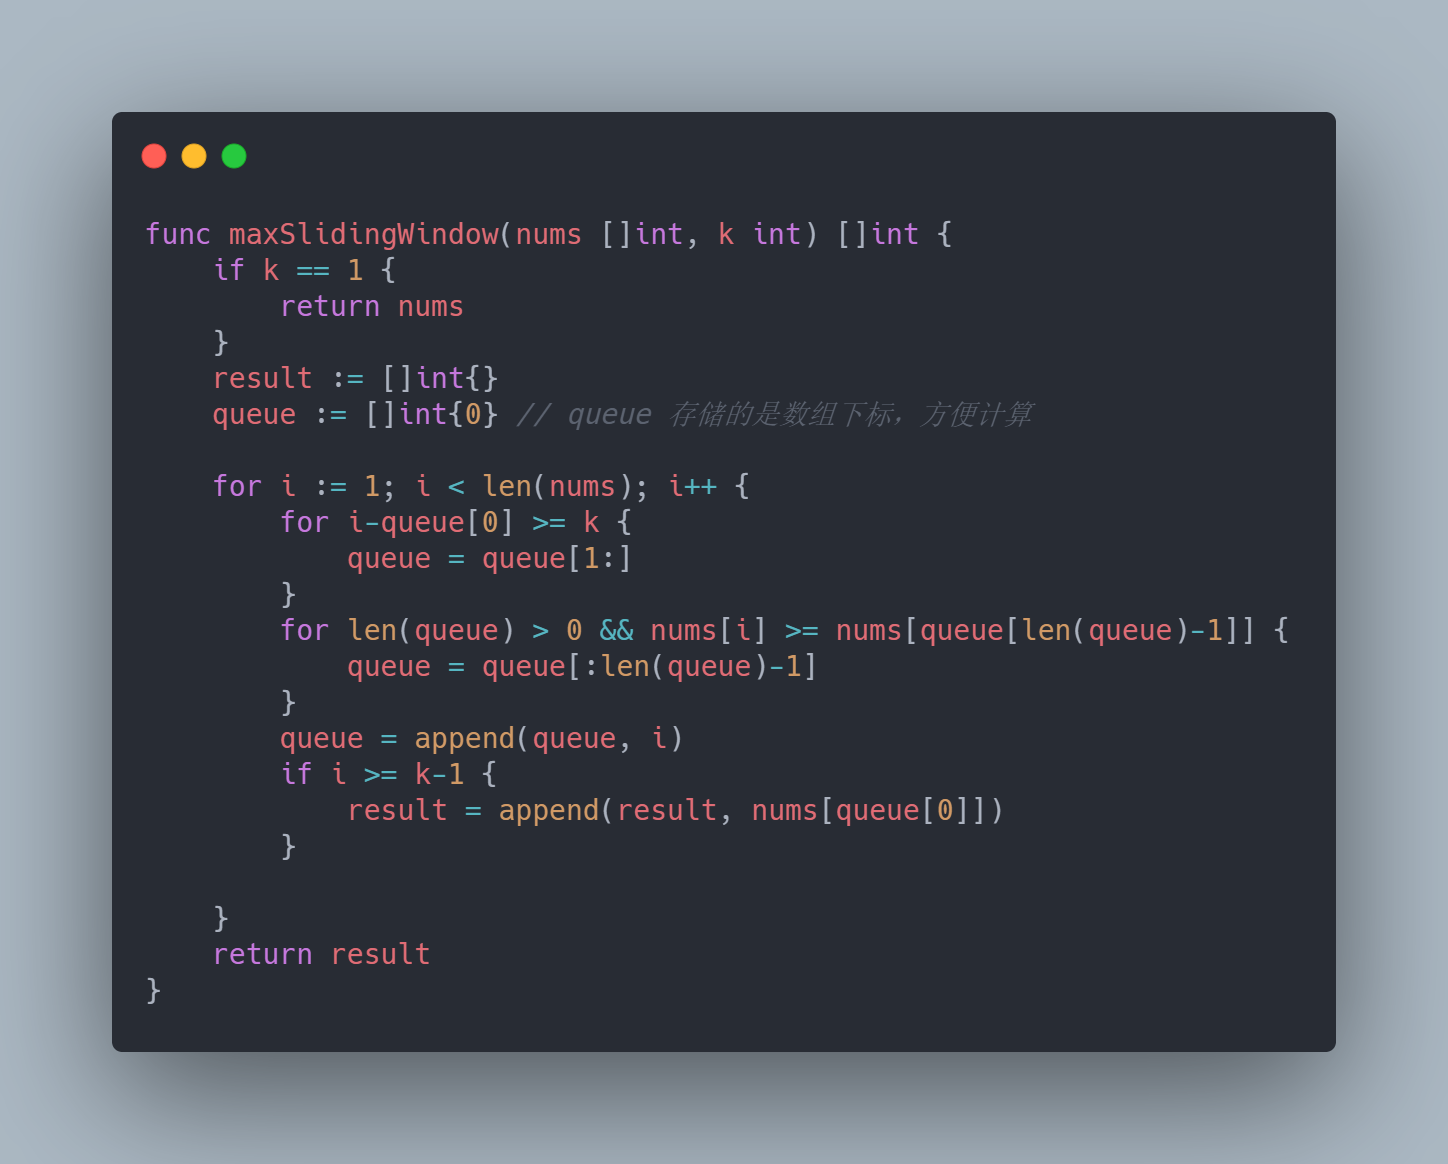 func maxSlidingWindow(nums []int, k int) []int {
    if k == 1 {
        return nums
    }
    result := []int{}
    queue := []int{0} // queue 存储的是数组下标，方便计算

    for i := 1; i < len(nums); i++ {
        for i-queue[0] >= k {
            queue = queue[1:]
        }
        for len(queue) > 0 && nums[i] >= nums[queue[len(queue)-1]] {
            queue = queue[:len(queue)-1]
        }
        queue = append(queue, i)
        if i >= k-1 {
            result = append(result, nums[queue[0]])
        }

    }
    return result
}